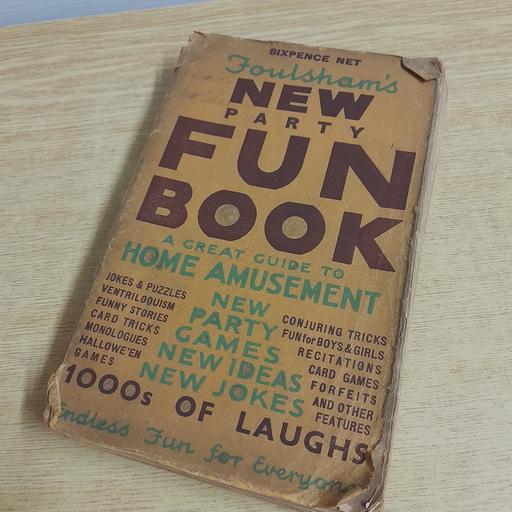 SIXPENCE NET
Foulsham's
NEW
PARTY
FUN
BOOK
A GREAT GUIDE TO
HOME AMUSEMENT
JOKES & PUZZLES
VENTRILOQUISM
FUNNY STORIES
CARD TRICKS
MONOLOGUES
HALLOWE'EN
GAMES
NEW
PARTY
GAMES
NEW IDEAS
NEW JOKES
CONJURING TRICKS
FUN for BOYS & GIRLS
RECITATIONS
CARD GAMES
FORFEITS
AND OTHER
FEATURES
1000s OF LAUGHS
Endless Fun for Everyone